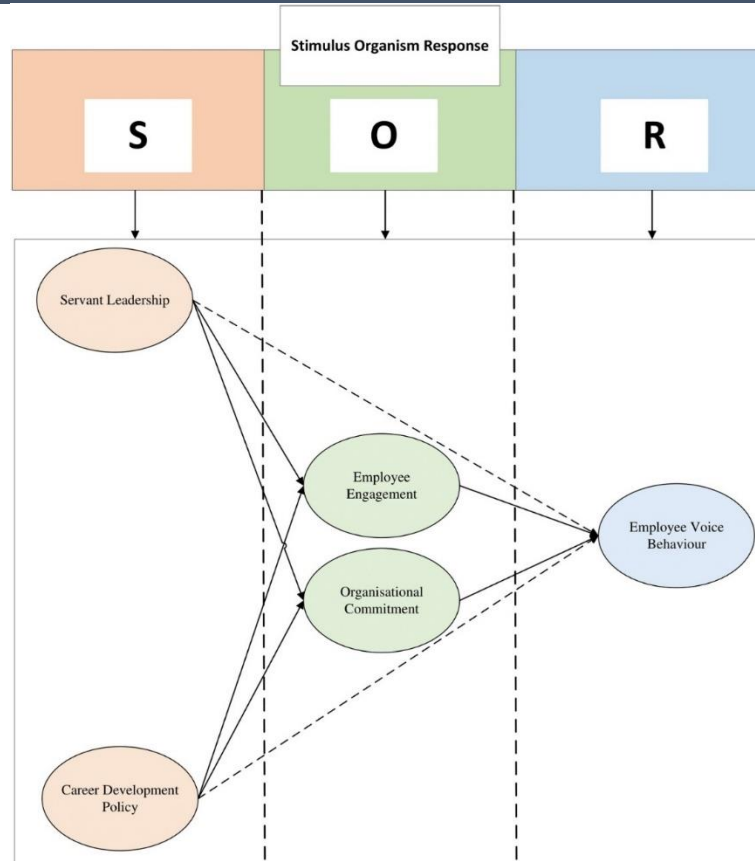 Stimulus Organism Response
S
O
R
Servant Leadership
Employee
Engagement
Employee Voice
Behaviour
Organisational
Commitment
Career Development
Policy